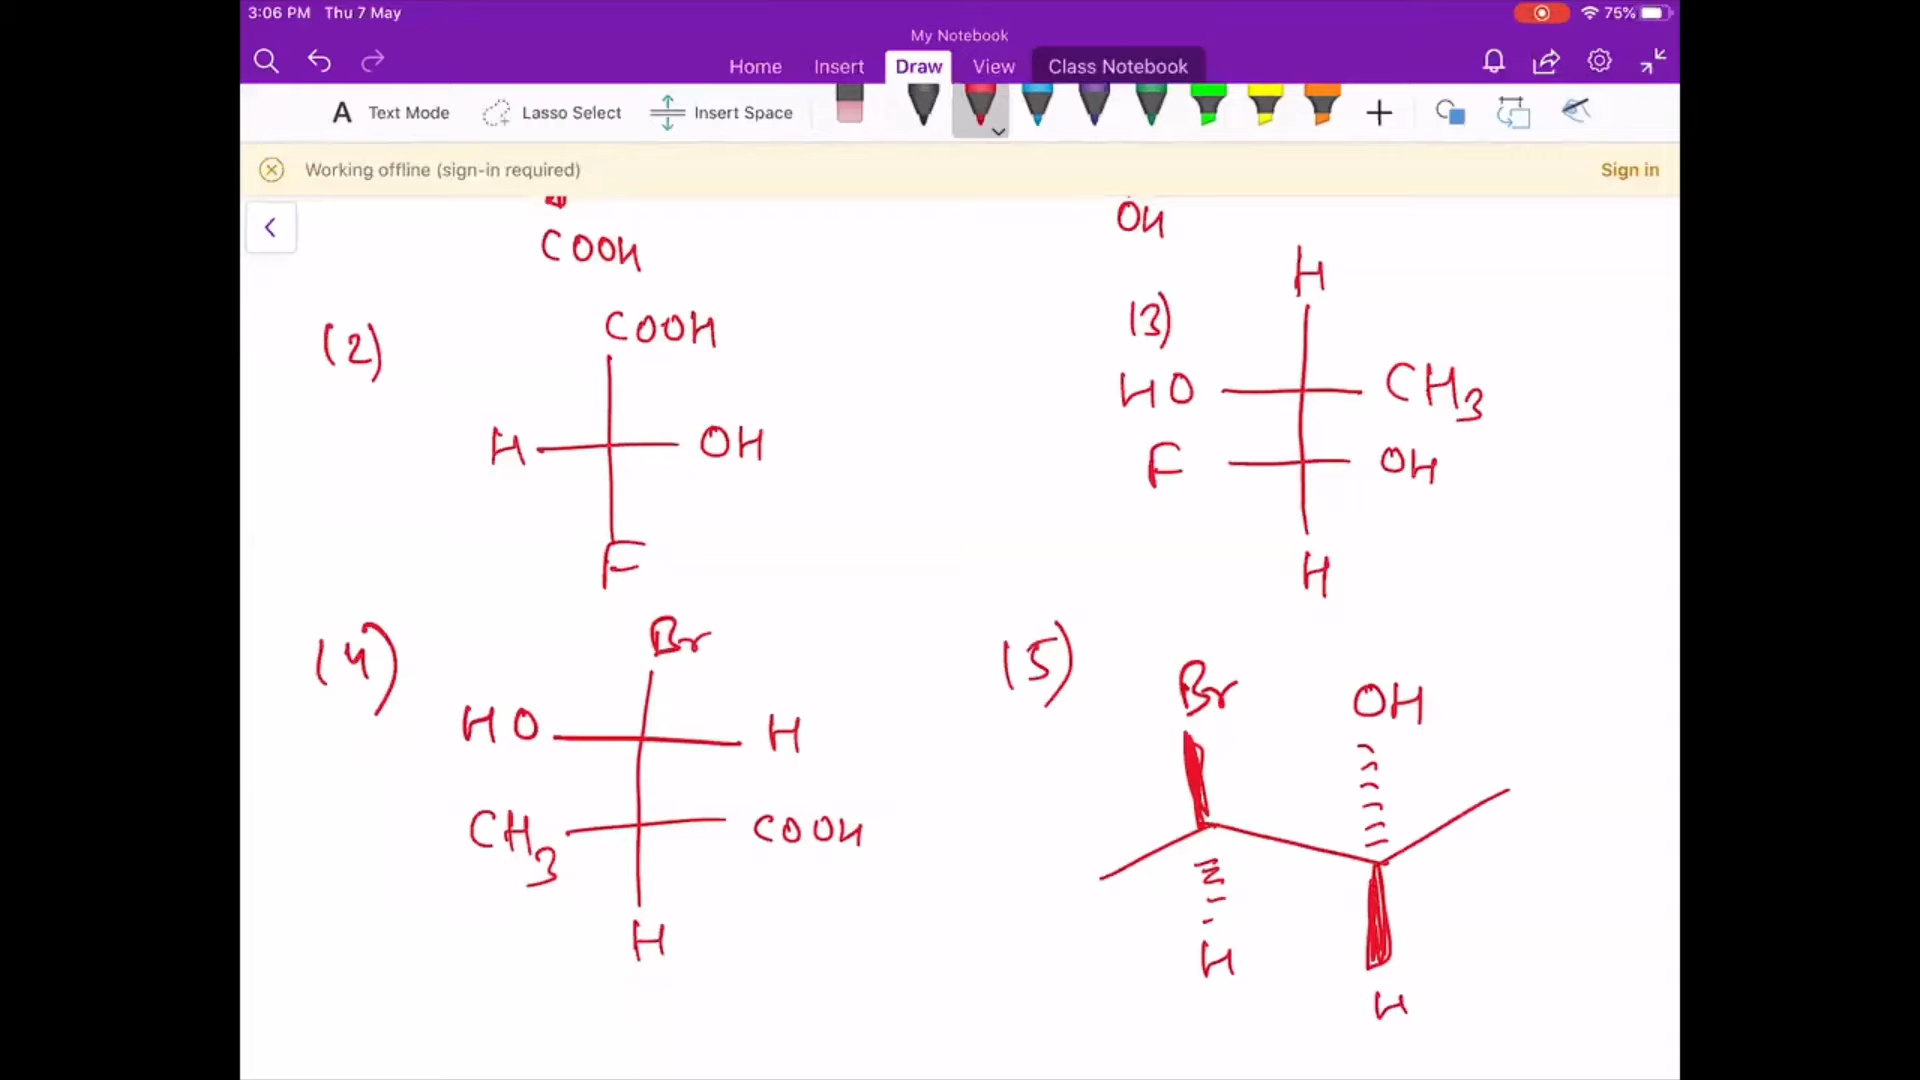 3:06 PM Thu 7 May
75%
My Notebook
Home Insert Draw View Class Notebook
A Text Mode Lasso Select Insert Space
Working offline (sign-in required) Sign in
COOH
OH
(2)
COOH
H OH
F
(3)
H
HO CH3
F OH
H
(4)
Br
HO H
CH3 COOH
H
(5)
Br OH
H
H